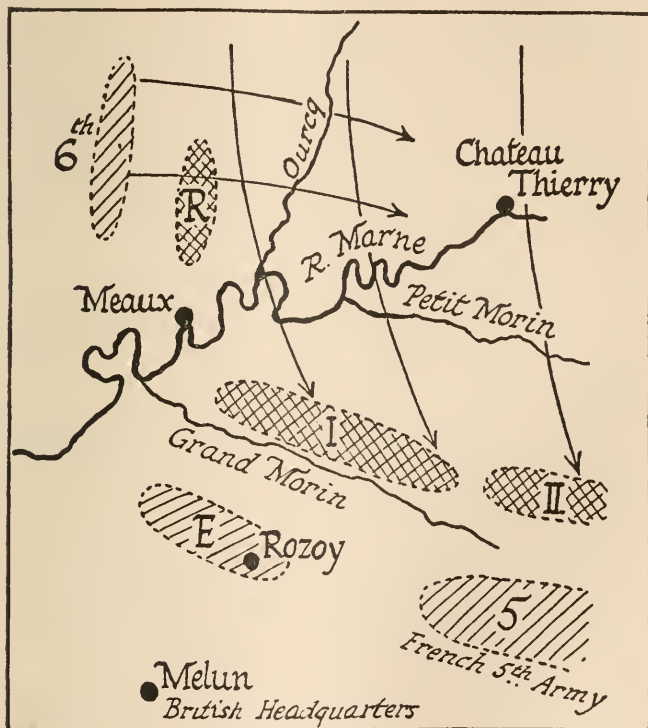 6th
R
Ourcq
Chateau
Thierry
R. Marne
Meaux
Petit Morin
I
Grand Morin
II
E
Rozoy
5
French 5th Army
Melun
British Headquarters